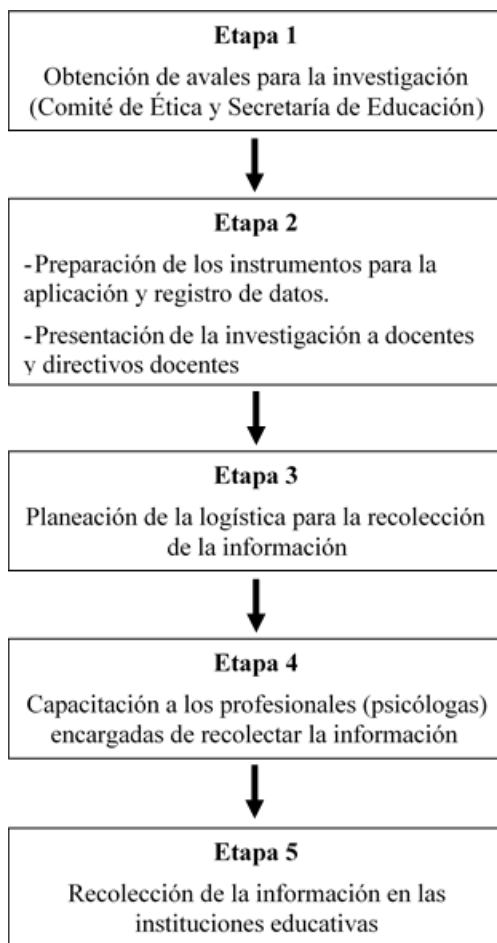 Etapa 1
Obtención de avales para la investigación
(Comité de Ética y Secretaría de Educación)
Etapa 2
-Preparación de los instrumentos para la
aplicación y registro de datos.
-Presentación de la investigación a docentes
y directivos docentes
Etapa 3
Planeación de la logística para la recolección
de la información
Etapa 4
Capacitación a los profesionales (psicólogas)
encargadas de recolectar la información
Etapa 5
Recolección de la información en las
instituciones educativas